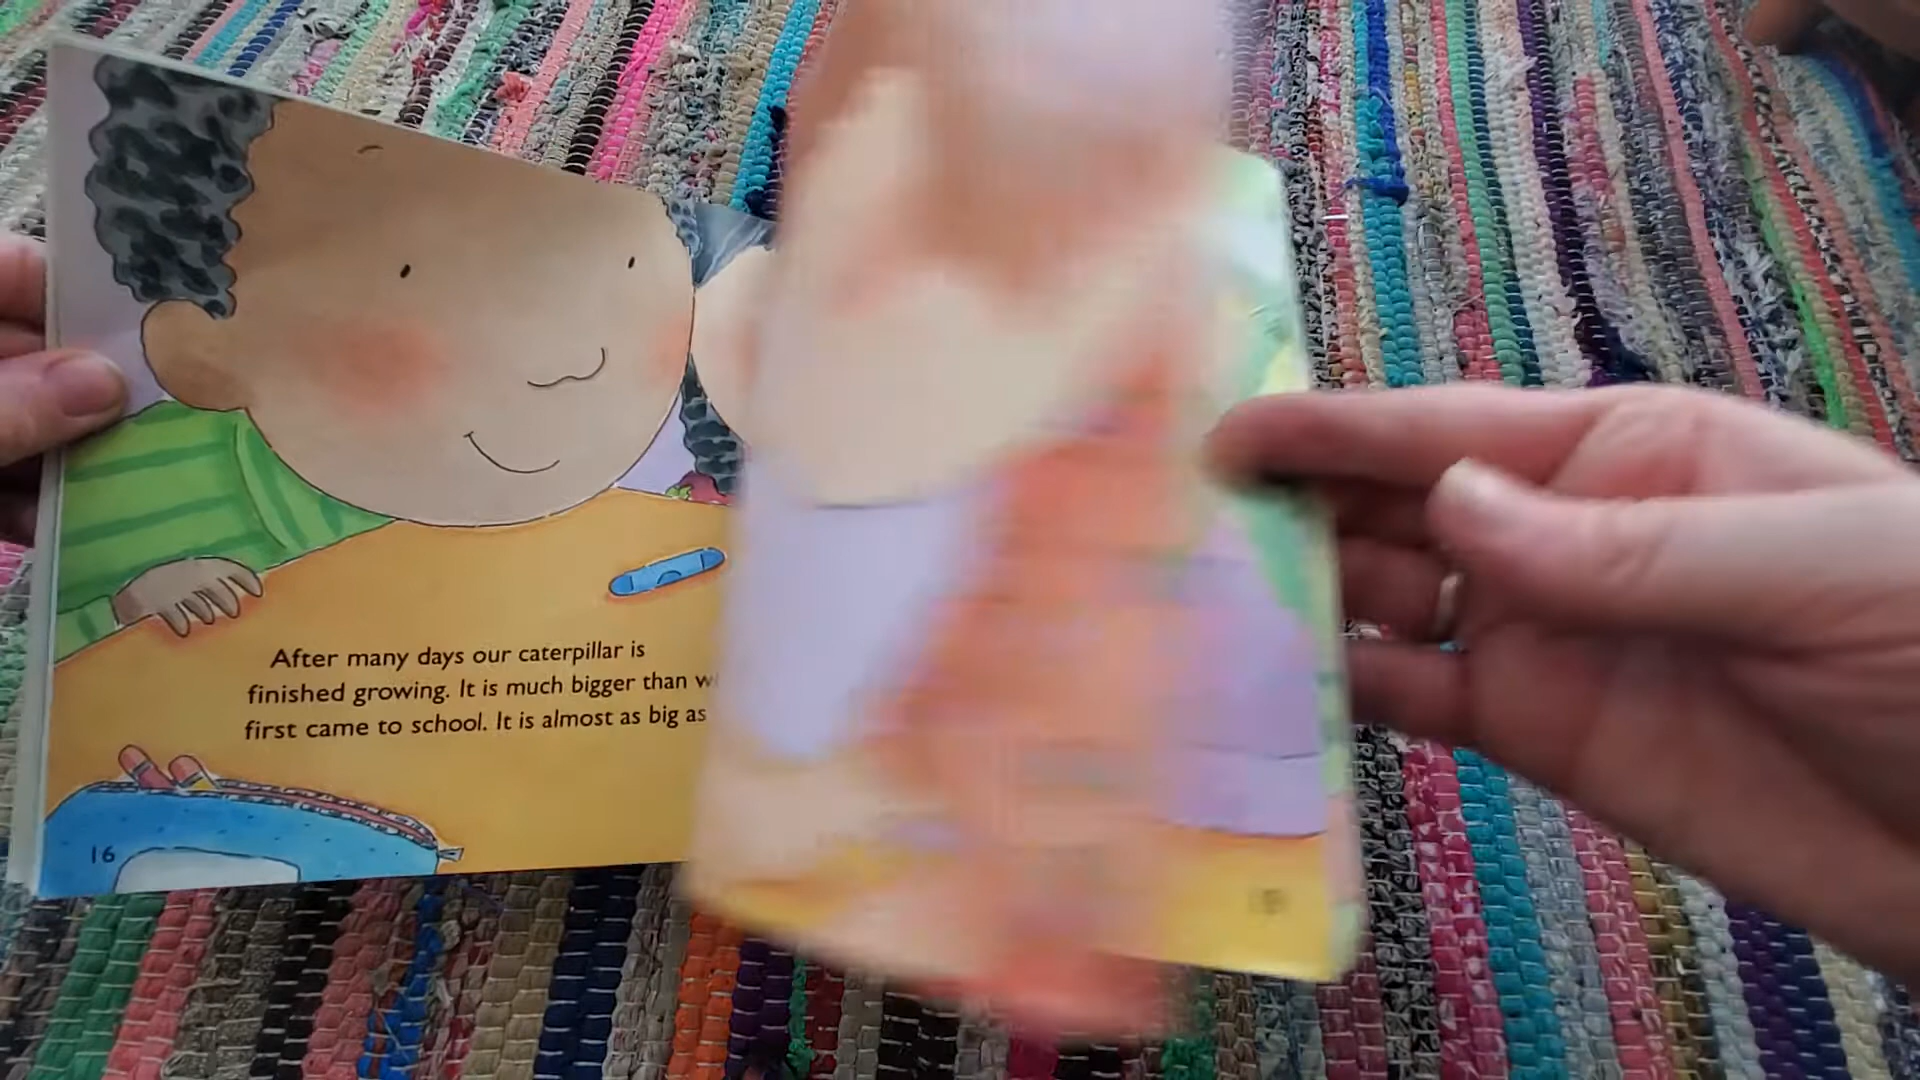 After many days our caterpillar is
finished growing. It is much bigger than
first came to school. It is almost as big as
16